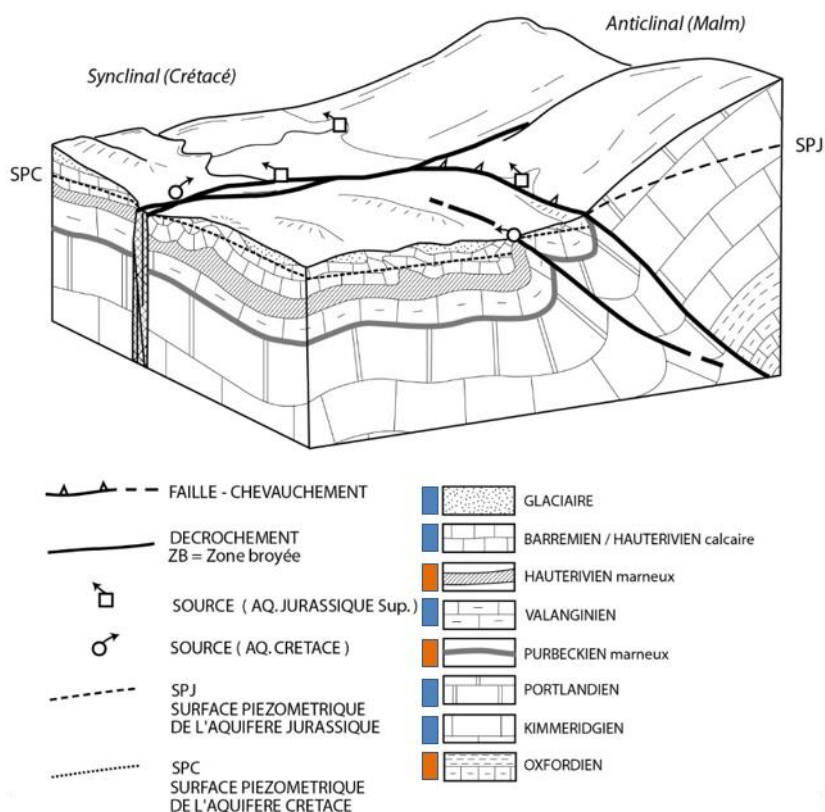 Anticlinal (Malm)
Synclinal (Crétacé)
SPJ
SPC
FAILLE - CHEVAUCHEMENT
DECROCHEMENT
ZB = Zone broyée
SOURCE ( AQ. JURASSIQUE Sup. )
SOURCE ( AQ. CRETACE )
SPJ
SURFACE PIEZOMETRIQUE
DE L'AQUIFERE JURASSIQUE
SPC
SURFACE PIEZOMETRIQUE
DE L'AQUIFERE CRETACE
GLACIAIRE
BARREMIEN / HAUTERIVIEN calcaire
HAUTERIVIEN marneux
VALANGINIEN
PURBECKIEN marneux
PORTLANDIEN
KIMMERIDGIEN
OXFORDIEN